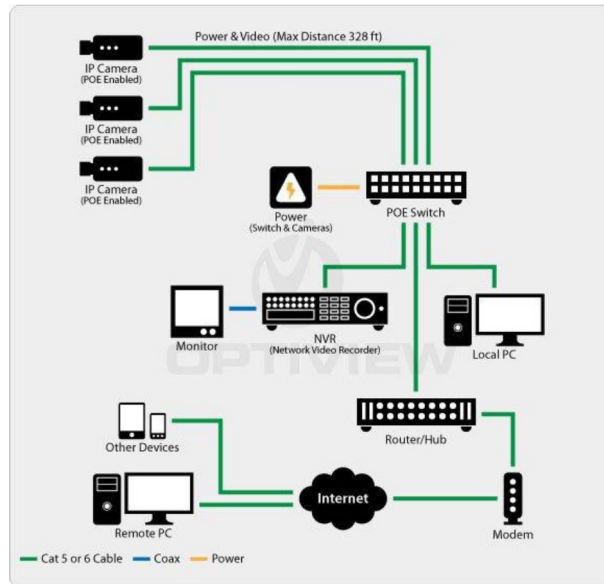 Power & Video (Max Distance 328 ft)
IP Camera
(POE Enabled)
IP Camera
(POE Enabled)
IP Camera
(POE Enabled)
Power
(Switch & Cameras)
POE Switch
Monitor
NVR
(Network Video Recorder)
Local PC
OPTIVIEW
Other Devices
Router/Hub
Internet
Remote PC
Modem
Cat 5 or 6 Cable
Coax
Power